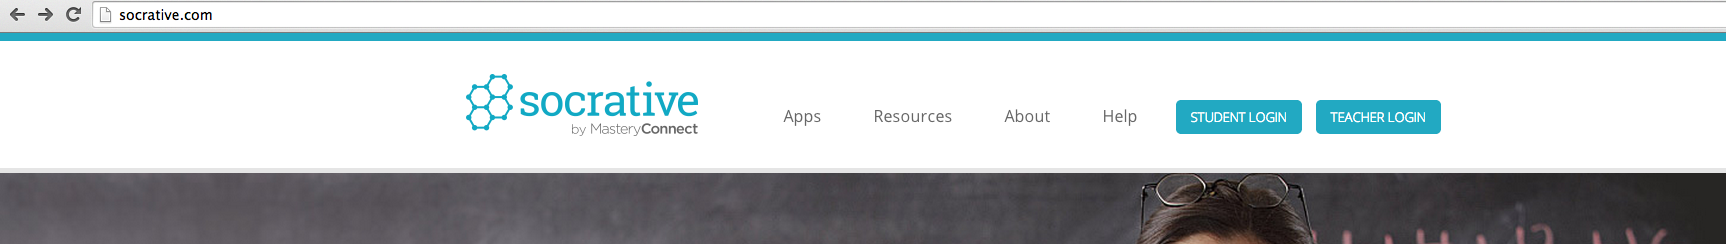 socrative.com
socrative
by MasteryConnect
Apps Resources About Help STUDENT LOGIN TEACHER LOGIN